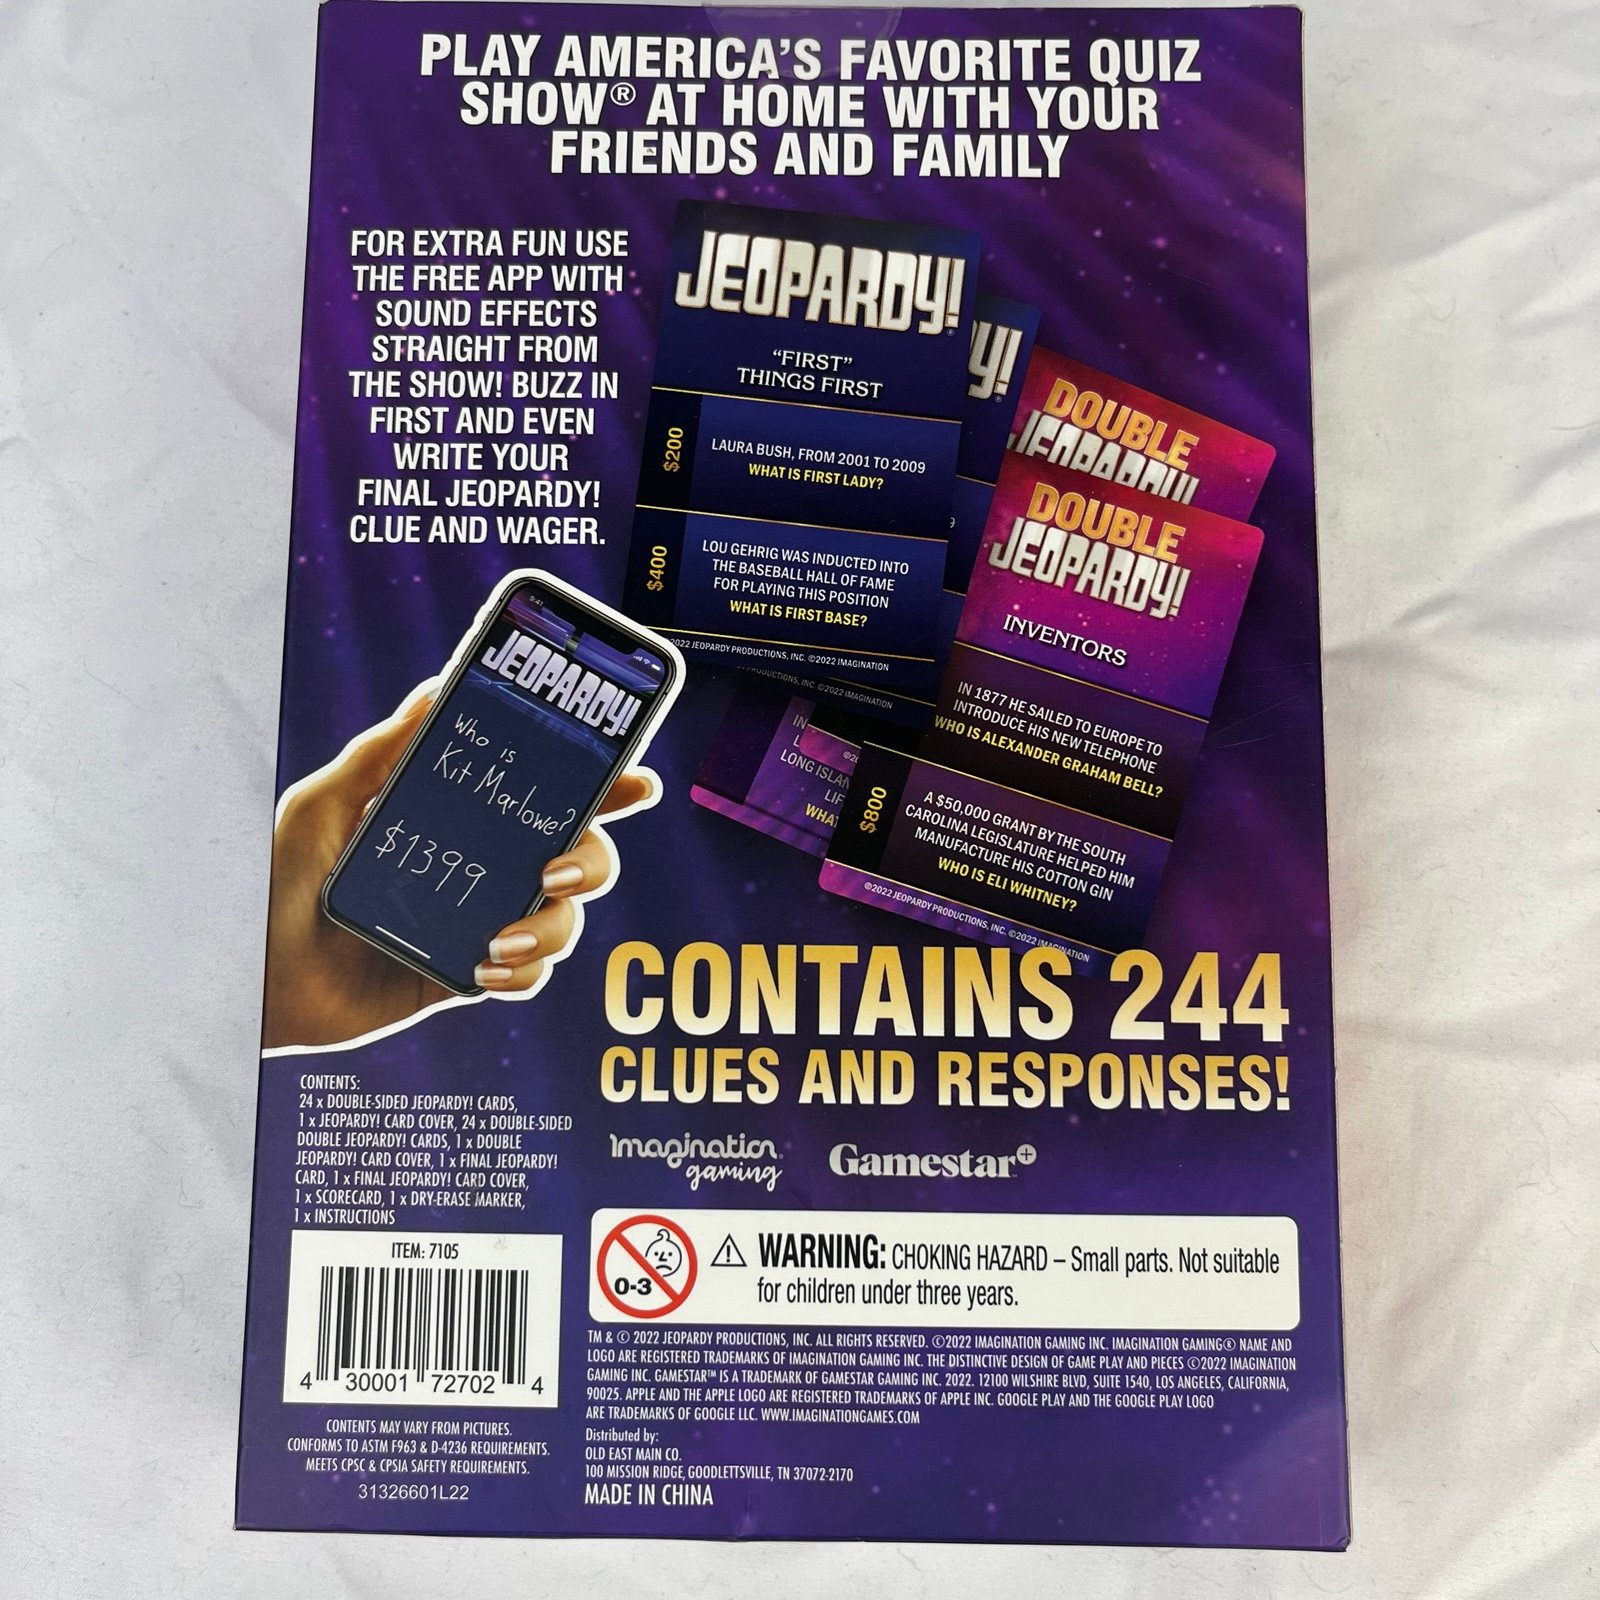 PLAY AMERICA'S FAVORITE QUIZ
SHOW® AT HOME WITH YOUR
FRIENDS AND FAMILY
FOR EXTRA FUN USE
THE FREE APP WITH
SOUND EFFECTS
STRAIGHT FROM
THE SHOW! BUZZ IN
FIRST AND EVEN
WRITE YOUR
FINAL JEOPARDY!
CLUE AND WAGER.
JEOPARDY!
"FIRST"
THINGS FIRST
$200
LAURA BUSH, FROM 2001 TO 2009
WHAT IS FIRST LADY?
$400
LOU GEHRIG WAS INDUCTED INTO
THE BASEBALL HALL OF FAME
FOR PLAYING THIS POSITION
WHAT IS FIRST BASE?
2022 JEOPARDY PRODUCTIONS, INC. ©2022 IMAGINATION
Y!
INC. ©2022 IMAGINATION
DOUBLE
JEOPARDY!
DOUBLE
JEOPARDY!
INVENTORS
IN 1877 HE SAILED TO EUROPE TO
INTRODUCE HIS NEW TELEPHONE
WHO IS ALEXANDER GRAHAM BELL?
$800
A $50,000 GRANT BY THE SOUTH
CAROLINA LEGISLATURE HELPED HIM
MANUFACTURE HIS COTTON GIN
WHO IS ELI WHITNEY?
©2022 JEOPARDY PRODUCTIONS, INC. ©2022 IMAGINATION
IN
L
LONG ISLAN
LIF
WHA
9:41
JEOPARDY!
Who is
Kit Marlowe?
$1399
CONTAINS 244
CLUES AND RESPONSES!
CONTENTS:
24 x DOUBLE-SIDED JEOPARDY! CARDS,
1 x JEOPARDY! CARD COVER, 24 x DOUBLE-SIDED
DOUBLE JEOPARDY! CARDS, 1 x DOUBLE
JEOPARDY! CARD COVER, 1 x FINAL JEOPARDY!
CARD, 1 x FINAL JEOPARDY! CARD COVER,
1 x SCORECARD, 1 x DRY-ERASE MARKER,
1 x INSTRUCTIONS
Imagination
gaming
Gamestar+
0-3
WARNING: CHOKING HAZARD – Small parts. Not suitable
for children under three years.
ITEM: 7105
4 30001 72702 4
CONTENTS MAY VARY FROM PICTURES.
CONFORMS TO ASTM F963 & D-4236 REQUIREMENTS.
MEETS CPSC & CPSIA SAFETY REQUIREMENTS.
31326601L22
TM & © 2022 JEOPARDY PRODUCTIONS, INC. ALL RIGHTS RESERVED. ©2022 IMAGINATION GAMING INC. IMAGINATION GAMING® NAME AND
LOGO ARE REGISTERED TRADEMARKS OF IMAGINATION GAMING INC. THE DISTINCTIVE DESIGN OF GAME PLAY AND PIECES ©2022 IMAGINATION
GAMING INC. GAMESTAR™ IS A TRADEMARK OF GAMESTAR GAMING INC. 2022. 12100 WILSHIRE BLVD, SUITE 1540, LOS ANGELES, CALIFORNIA,
90025. APPLE AND THE APPLE LOGO ARE REGISTERED TRADEMARKS OF APPLE INC. GOOGLE PLAY AND THE GOOGLE PLAY LOGO
ARE TRADEMARKS OF GOOGLE LLC. WWW.IMAGINATIONGAMES.COM
Distributed by:
OLD EAST MAIN CO.
100 MISSION RIDGE, GOODLETTSVILLE, TN 37072-2170
MADE IN CHINA